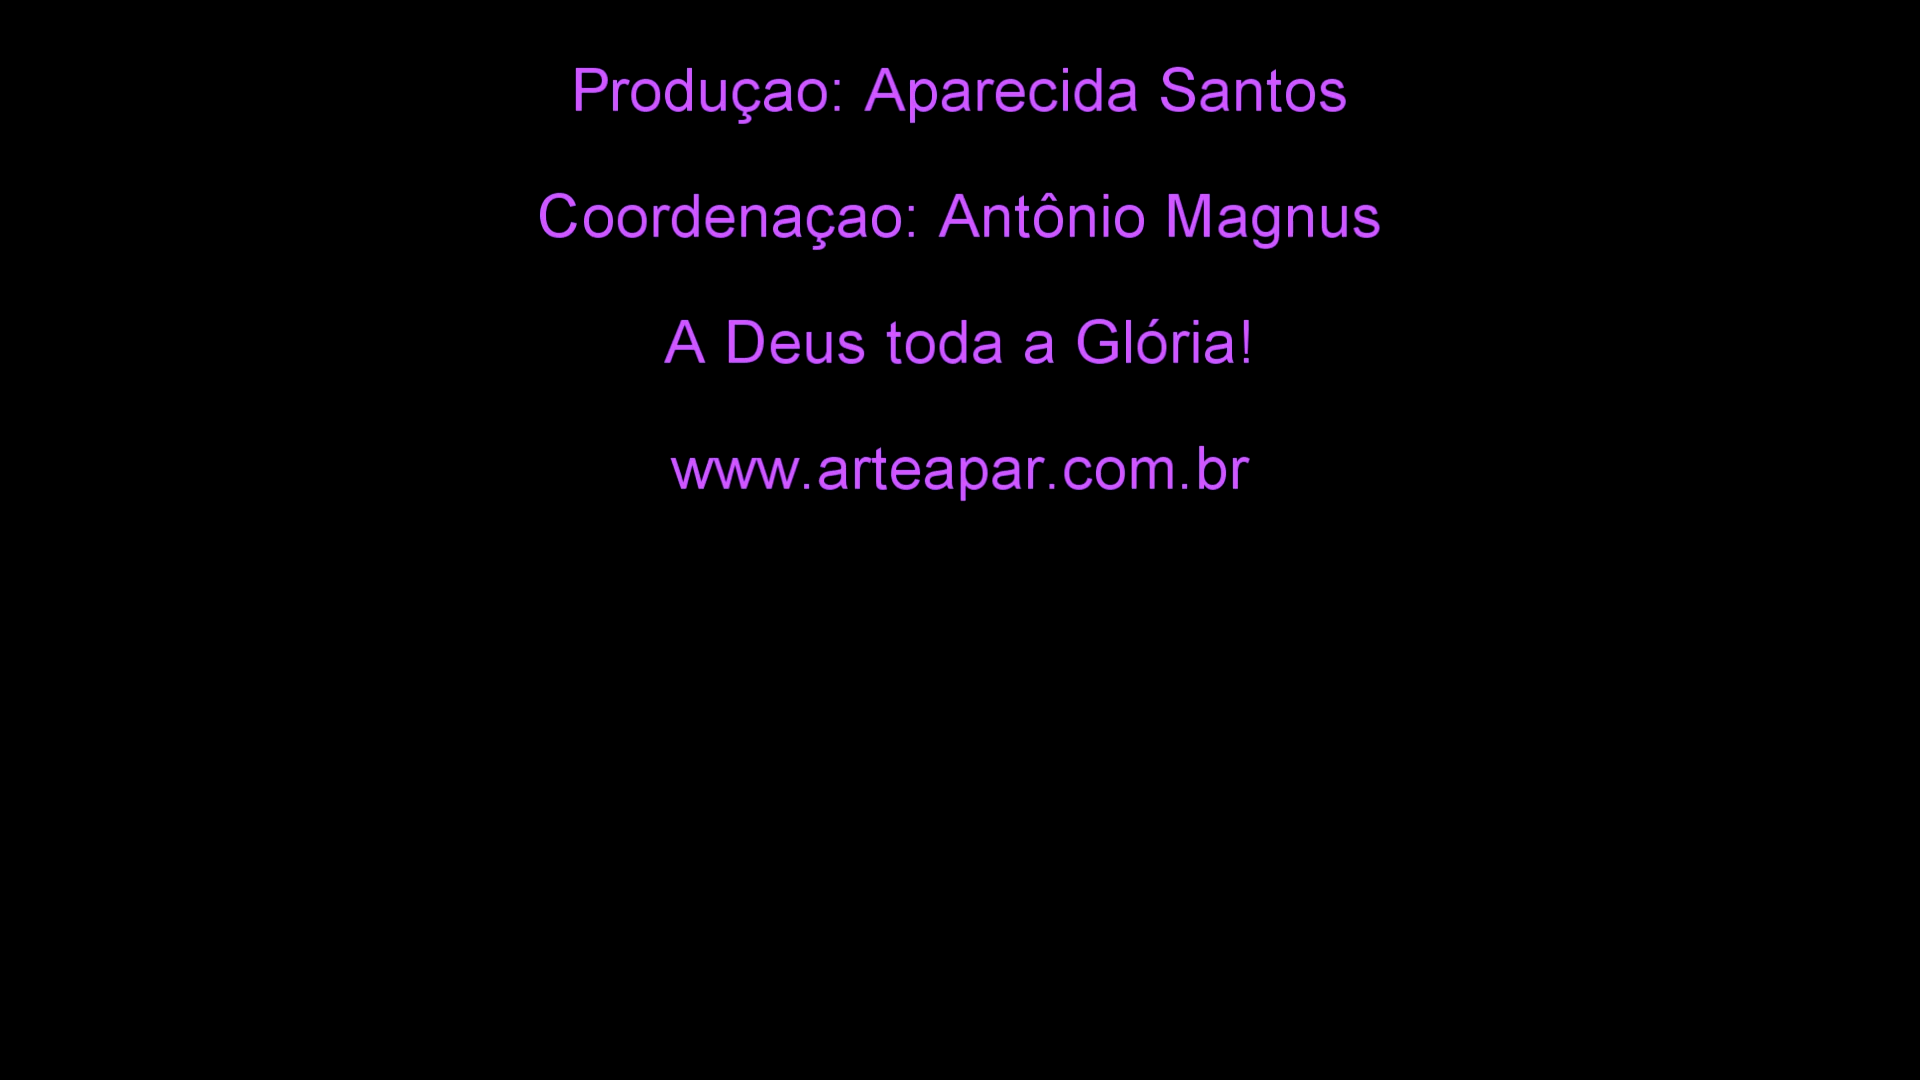 Produçao: Aparecida Santos
Coordenaçao: Antônio Magnus
A Deus toda a Glória!
www.arteapar.com.br